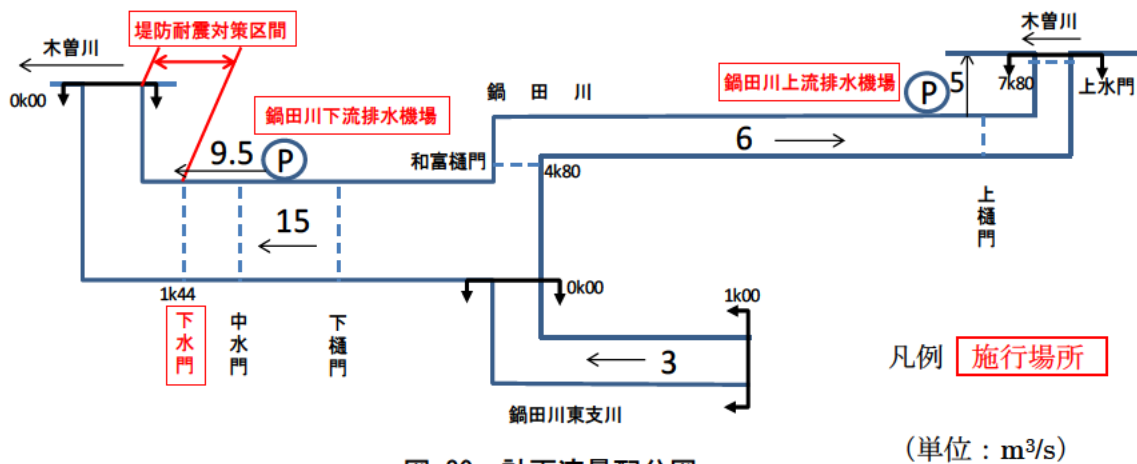 堤防耐震対策区間
木曽川
木曽川
0k00
鍋田川下流排水機場
鍋田川
鍋田川上流排水機場
P
5
7k80
上水門
9.5
P
和富樋門
4k80
6
15
上樋門
1k44
0k00
1k00
下水門
中水門
下樋門
3
鍋田川東支川
凡例
施行場所
(単位:m³/s)